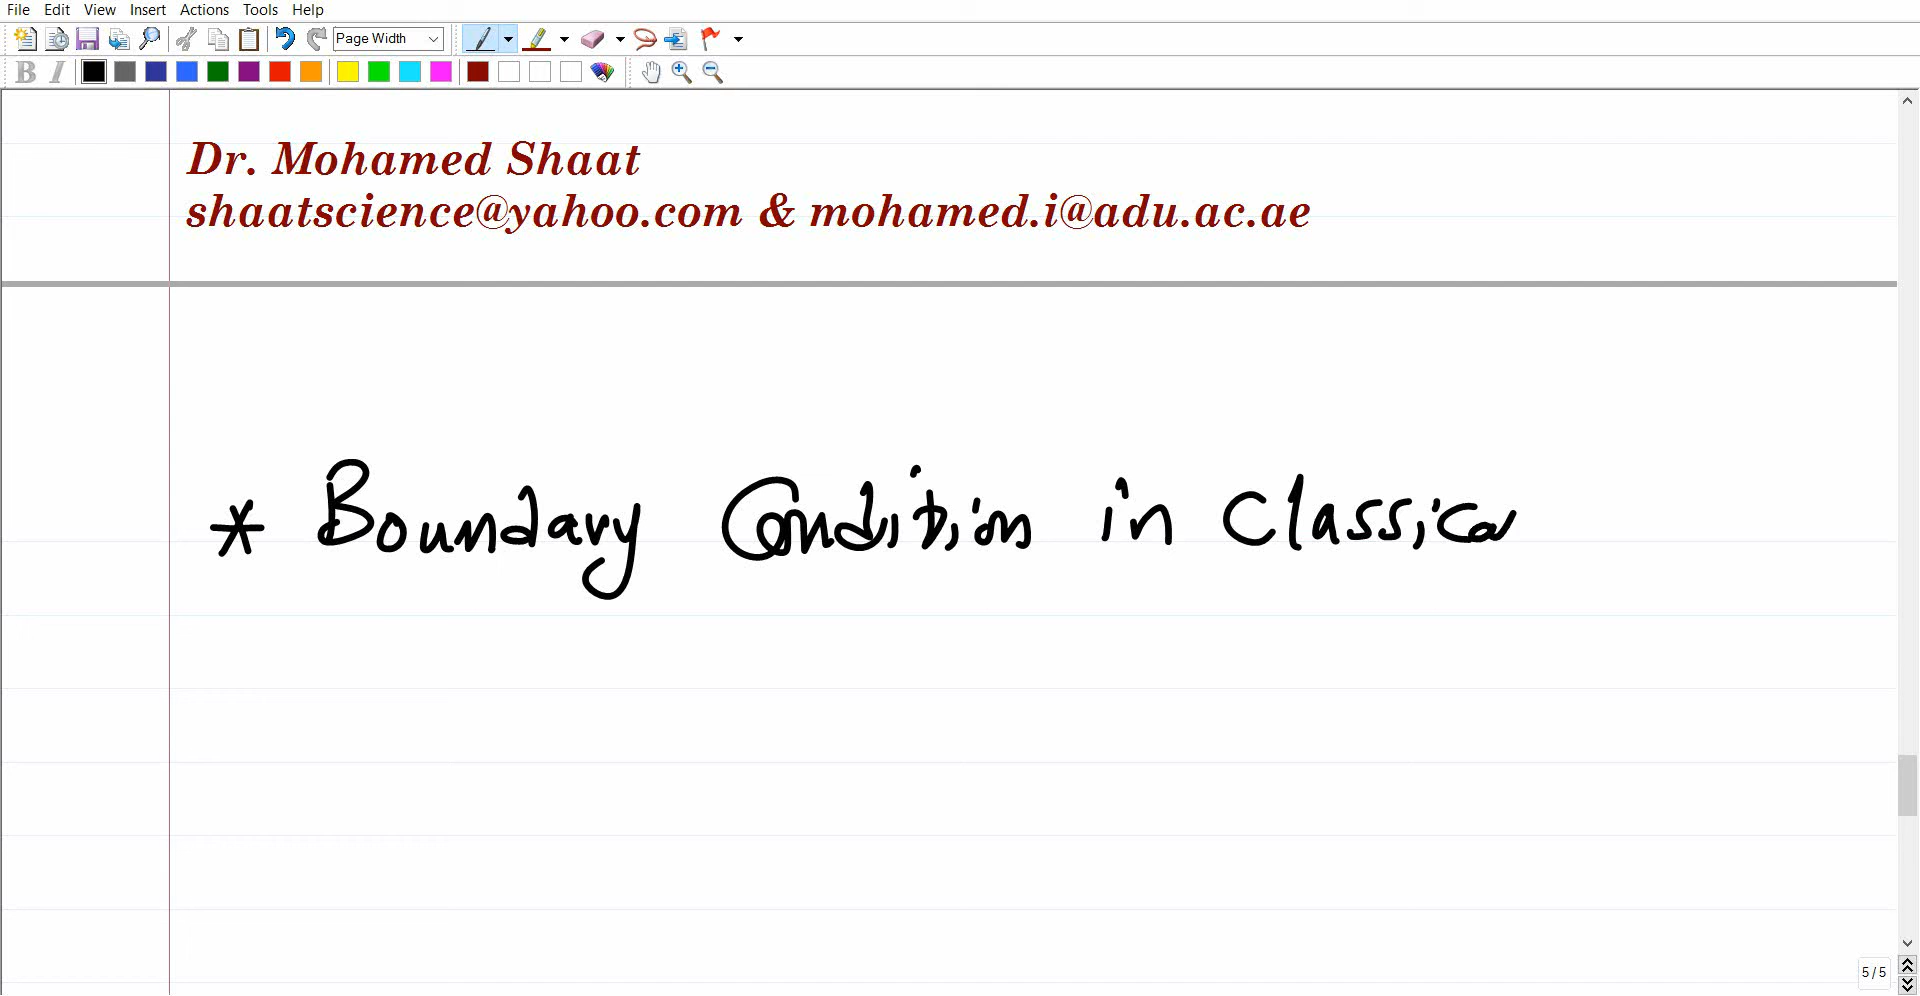 File Edit View Insert Actions Tools Help
Page Width
B I
Dr. Mohamed Shaat
shaatscience@yahoo.com & mohamed.i@adu.ac.ae
* Boundary Condition in Classica
5/5